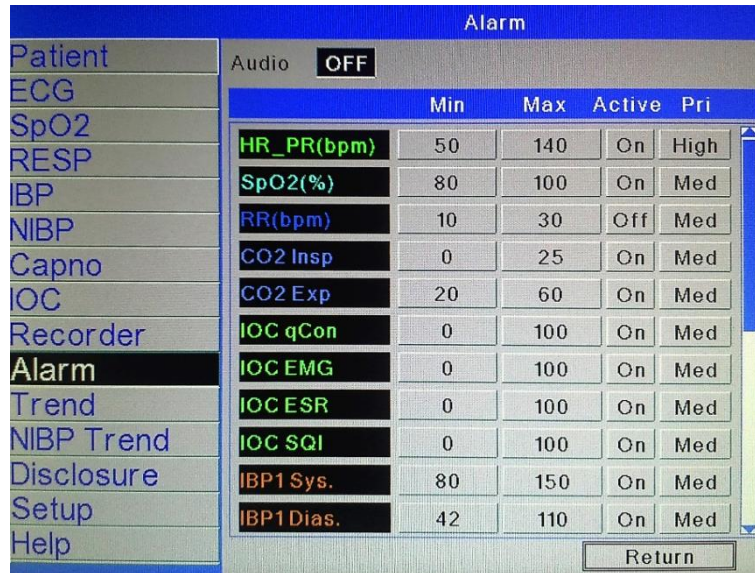 Alarm
Patient
ECG
SpO2
RESP
IBP
NIBP
Capno
IOC
Recorder
Alarm
Trend
NIBP Trend
Disclosure
Setup
Help
Audio OFF
Min Max Active Pri
HR_PR(bpm) 50 140 On High
SpO2(%) 80 100 On Med
RR(bpm) 10 30 Off Med
CO2 Insp 0 25 On Med
CO2 Exp 20 60 On Med
IOC qCon 0 100 On Med
IOC EMG 0 100 On Med
IOC ESR 0 100 On Med
IOC SQI 0 100 On Med
IBP1 Sys. 80 150 On Med
IBP1 Dias. 42 110 On Med
Return